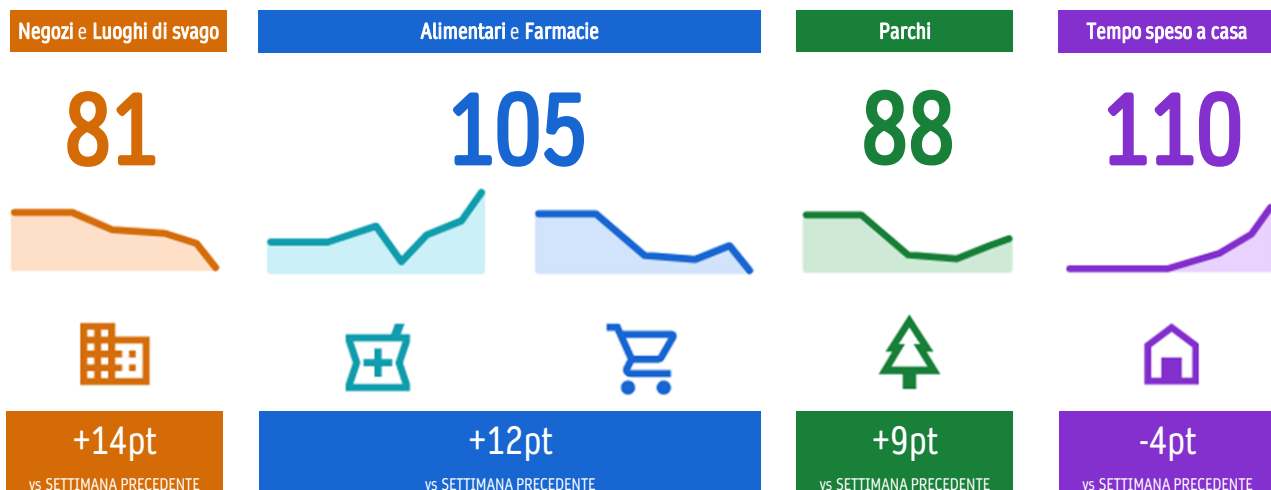 Negozi e Luoghi di svago
81
+14pt
vs SETTIMANA PRECEDENTE
Alimentari e Farmacie
105
+12pt
vs SETTIMANA PRECEDENTE
Parchi
88
+9pt
vs SETTIMANA PRECEDENTE
Tempo speso a casa
110
-4pt
vs SETTIMANA PRECEDENTE